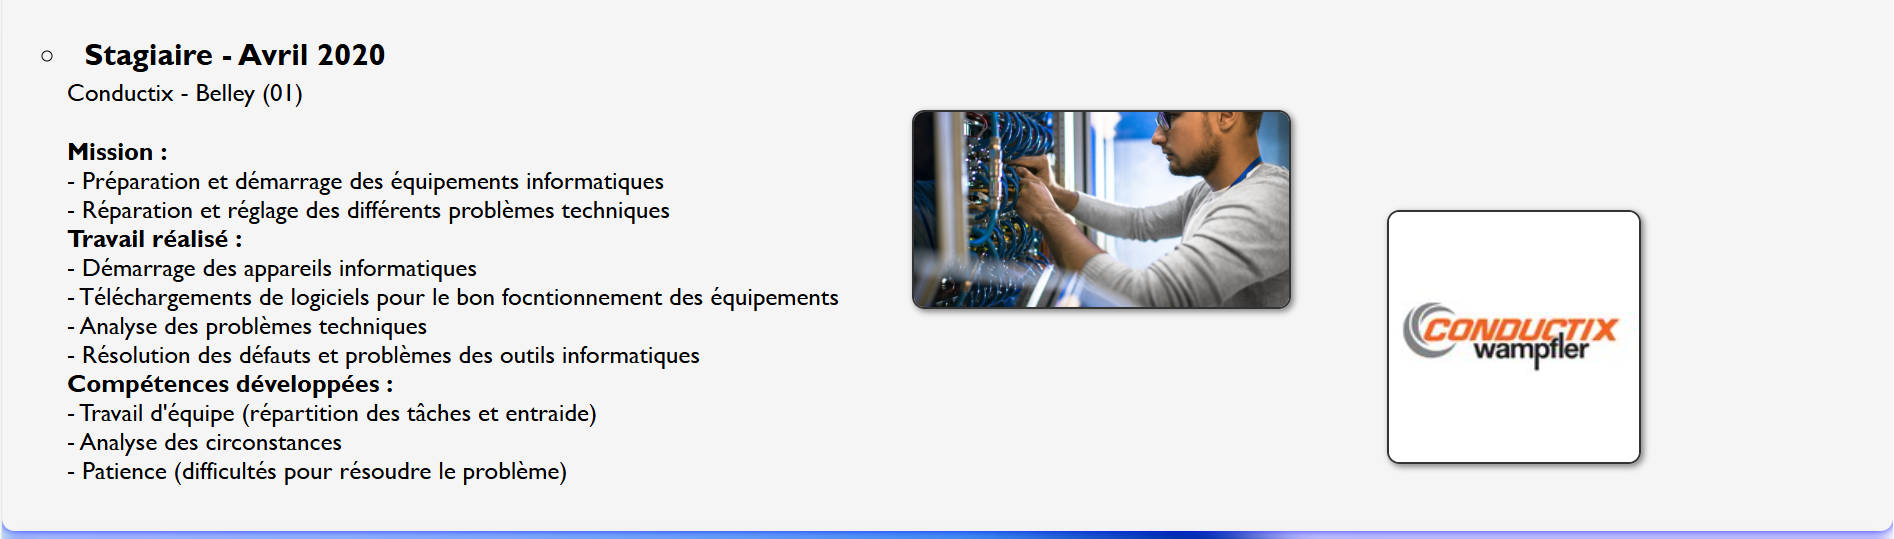 Stagiaire - Avril 2020
Conductix - Belley (01)
Mission :
- Préparation et démarrage des équipements informatiques
- Réparation et réglage des différents problèmes techniques
Travail réalisé :
- Démarrage des appareils informatiques
- Téléchargements de logiciels pour le bon focntionnement des équipements
- Analyse des problèmes techniques
- Résolution des défauts et problèmes des outils informatiques
Compétences développées :
- Travail d'équipe (répartition des tâches et entraide)
- Analyse des circonstances
- Patience (difficultés pour résoudre le problème)
CONDUCTIX
wampfler